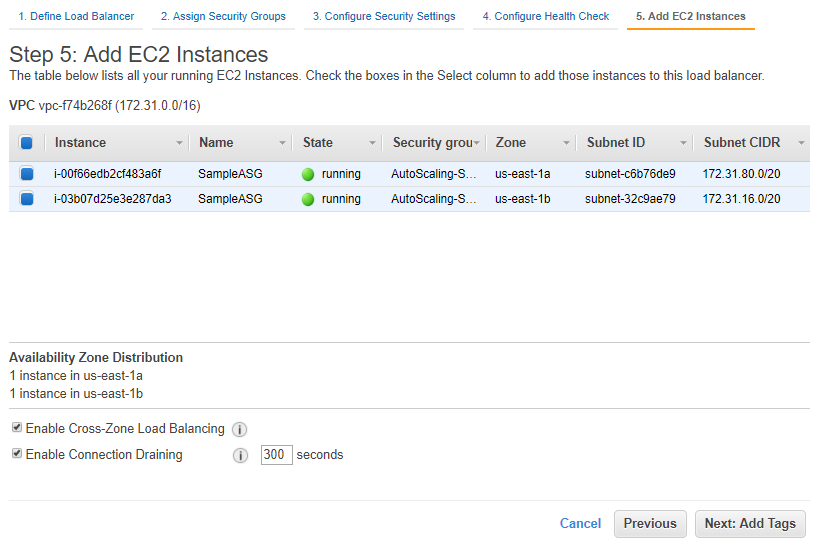 1. Define Load Balancer 2. Assign Security Groups 3. Configure Security Settings 4. Configure Health Check 5. Add EC2 Instances
Step 5: Add EC2 Instances
The table below lists all your running EC2 Instances. Check the boxes in the Select column to add those instances to this load balancer.
VPC vpc-f74b268f (172.31.0.0/16)
Instance Name State Security grou Zone Subnet ID Subnet CIDR
i-00f66edb2cf483a6f SampleASG running AutoScaling-S... us-east-1a subnet-c6b76de9 172.31.80.0/20
i-03b07d25e3e287da3 SampleASG running AutoScaling-S... us-east-1b subnet-32c9ae79 172.31.16.0/20
Availability Zone Distribution
1 instance in us-east-1a
1 instance in us-east-1b
Enable Cross-Zone Load Balancing i
Enable Connection Draining i 300 seconds
Cancel Previous Next: Add Tags